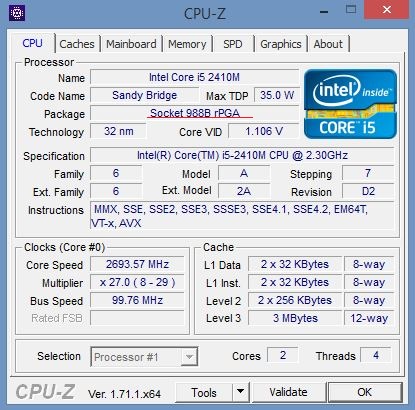 CPU-Z
CPU Caches Mainboard Memory SPD Graphics About
Processor
Name Intel Core i5 2410M
Code Name Sandy Bridge Max TDP 35.0 W
Package Socket 988B rPGA
Technology 32 nm Core VID 1.106 V
intel inside™
CORE™ i5
Specification Intel(R) Core(TM) i5-2410M CPU @ 2.30GHz
Family 6 Model A Stepping 7
Ext. Family 6 Ext. Model 2A Revision D2
Instructions MMX, SSE, SSE2, SSE3, SSSE3, SSE4.1, SSE4.2, EM64T,
VT-x, AVX
Clocks (Core #0)
Core Speed 2693.57 MHz
Multiplier x 27.0 ( 8 - 29 )
Bus Speed 99.76 MHz
Rated FSB
Cache
L1 Data 2 x 32 KBytes 8-way
L1 Inst. 2 x 32 KBytes 8-way
Level 2 2 x 256 KBytes 8-way
Level 3 3 MBytes 12-way
Selection Processor #1 Cores 2 Threads 4
CPU-Z Ver. 1.71.1.x64 Tools Validate OK